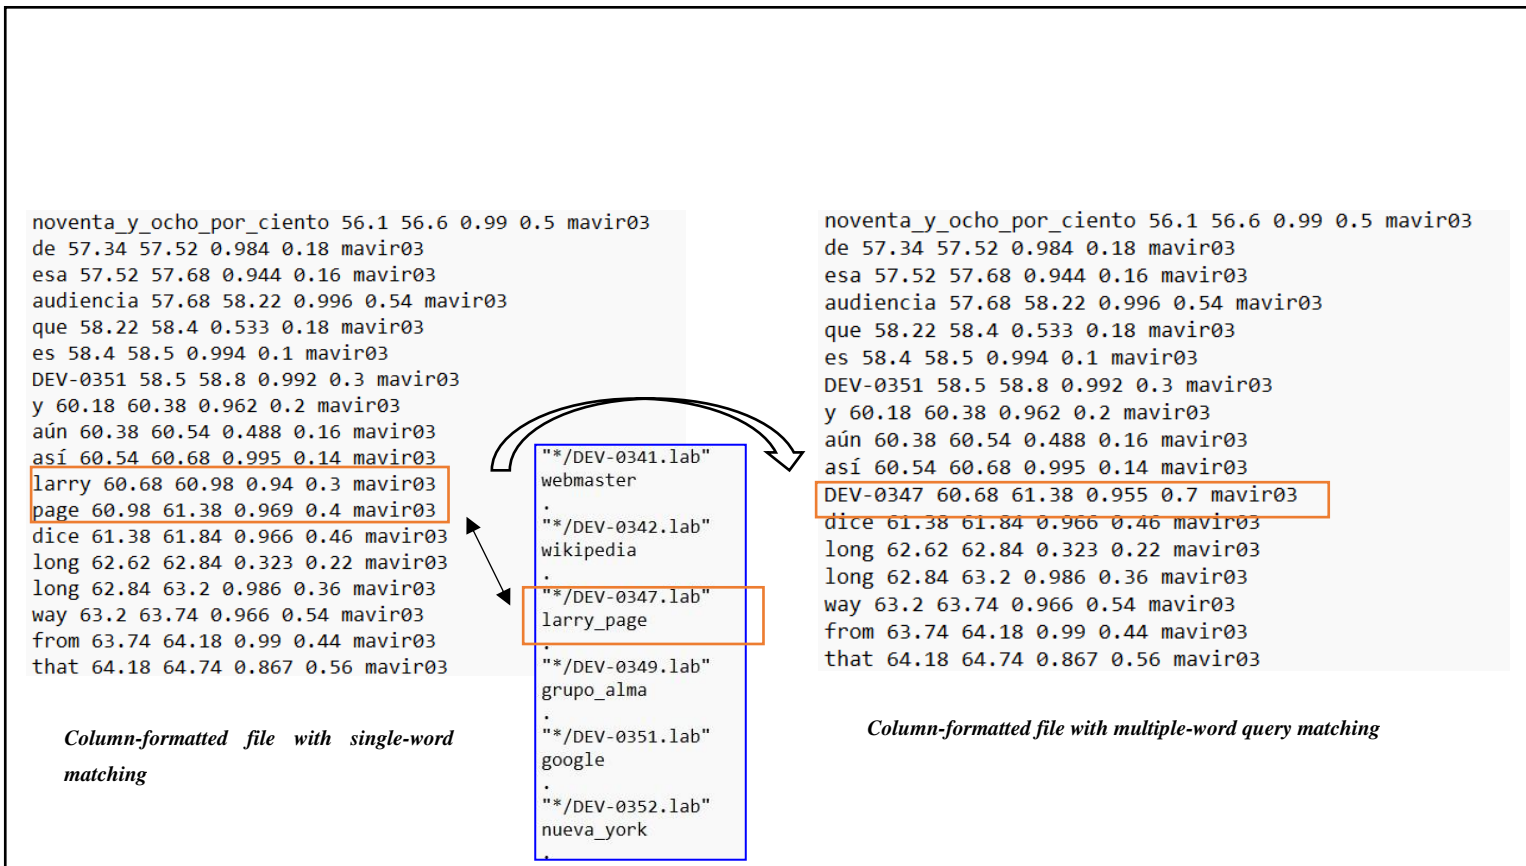 noventa_y_ocho_por_ciento 56.1 56.6 0.99 0.5 mavir03
de 57.34 57.52 0.984 0.18 mavir03
esa 57.52 57.68 0.944 0.16 mavir03
audiencia 57.68 58.22 0.996 0.54 mavir03
que 58.22 58.4 0.533 0.18 mavir03
es 58.4 58.5 0.994 0.1 mavir03
DEV-0351 58.5 58.8 0.992 0.3 mavir03
y 60.18 60.38 0.962 0.2 mavir03
aún 60.38 60.54 0.488 0.16 mavir03
así 60.54 60.68 0.995 0.14 mavir03
larry 60.68 60.98 0.94 0.3 mavir03
page 60.98 61.38 0.969 0.4 mavir03
dice 61.38 61.84 0.966 0.46 mavir03
long 62.62 62.84 0.323 0.22 mavir03
long 62.84 63.2 0.986 0.36 mavir03
way 63.2 63.74 0.966 0.54 mavir03
from 63.74 64.18 0.99 0.44 mavir03
that 64.18 64.74 0.867 0.56 mavir03
Column-formatted file with single-word
matching
"*/DEV-0341.lab"
webmaster
.
"*/DEV-0342.lab"
wikipedia
.
"*/DEV-0347.lab"
larry_page
.
"*/DEV-0349.lab"
grupo_alma
.
"*/DEV-0351.lab"
google
.
"*/DEV-0352.lab"
nueva_york
.
noventa_y_ocho_por_ciento 56.1 56.6 0.99 0.5 mavir03
de 57.34 57.52 0.984 0.18 mavir03
esa 57.52 57.68 0.944 0.16 mavir03
audiencia 57.68 58.22 0.996 0.54 mavir03
que 58.22 58.4 0.533 0.18 mavir03
es 58.4 58.5 0.994 0.1 mavir03
DEV-0351 58.5 58.8 0.992 0.3 mavir03
y 60.18 60.38 0.962 0.2 mavir03
aún 60.38 60.54 0.488 0.16 mavir03
así 60.54 60.68 0.995 0.14 mavir03
DEV-0347 60.68 61.38 0.955 0.7 mavir03
dice 61.38 61.84 0.966 0.46 mavir03
long 62.62 62.84 0.323 0.22 mavir03
long 62.84 63.2 0.986 0.36 mavir03
way 63.2 63.74 0.966 0.54 mavir03
from 63.74 64.18 0.99 0.44 mavir03
that 64.18 64.74 0.867 0.56 mavir03
Column-formatted file with multiple-word query matching